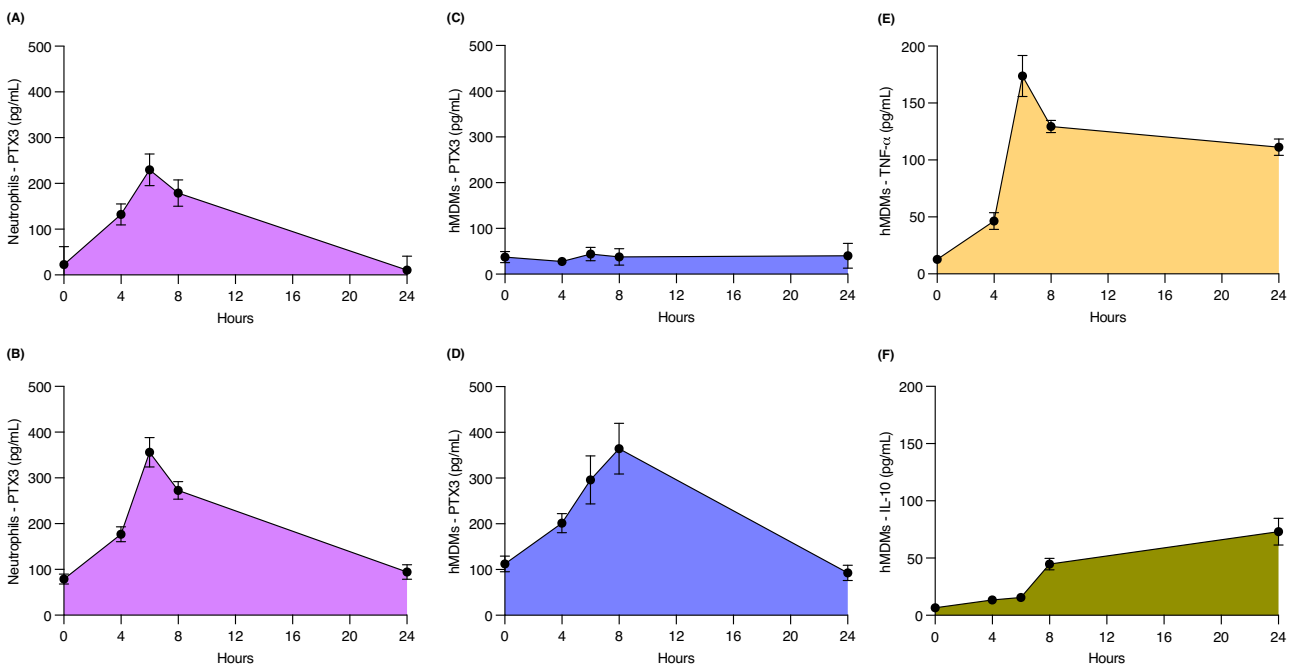 (A)
Neutrophils - PTX3 (pg/mL)
500
400
300
200
100
0
0 4 8 12 16 20 24
Hours
(C)
hMDMs - PTX3 (pg/mL)
500
400
300
200
100
0
0 4 8 12 16 20 24
Hours
(E)
hMDMs - TNF-α (pg/mL)
200
150
100
50
0
0 4 8 12 16 20 24
Hours
(B)
Neutrophils - PTX3 (pg/mL)
500
400
300
200
100
0
0 4 8 12 16 20 24
Hours
(D)
hMDMs - PTX3 (pg/mL)
500
400
300
200
100
0
0 4 8 12 16 20 24
Hours
(F)
hMDMs - IL-10 (pg/mL)
200
150
100
50
0
0 4 8 12 16 20 24
Hours